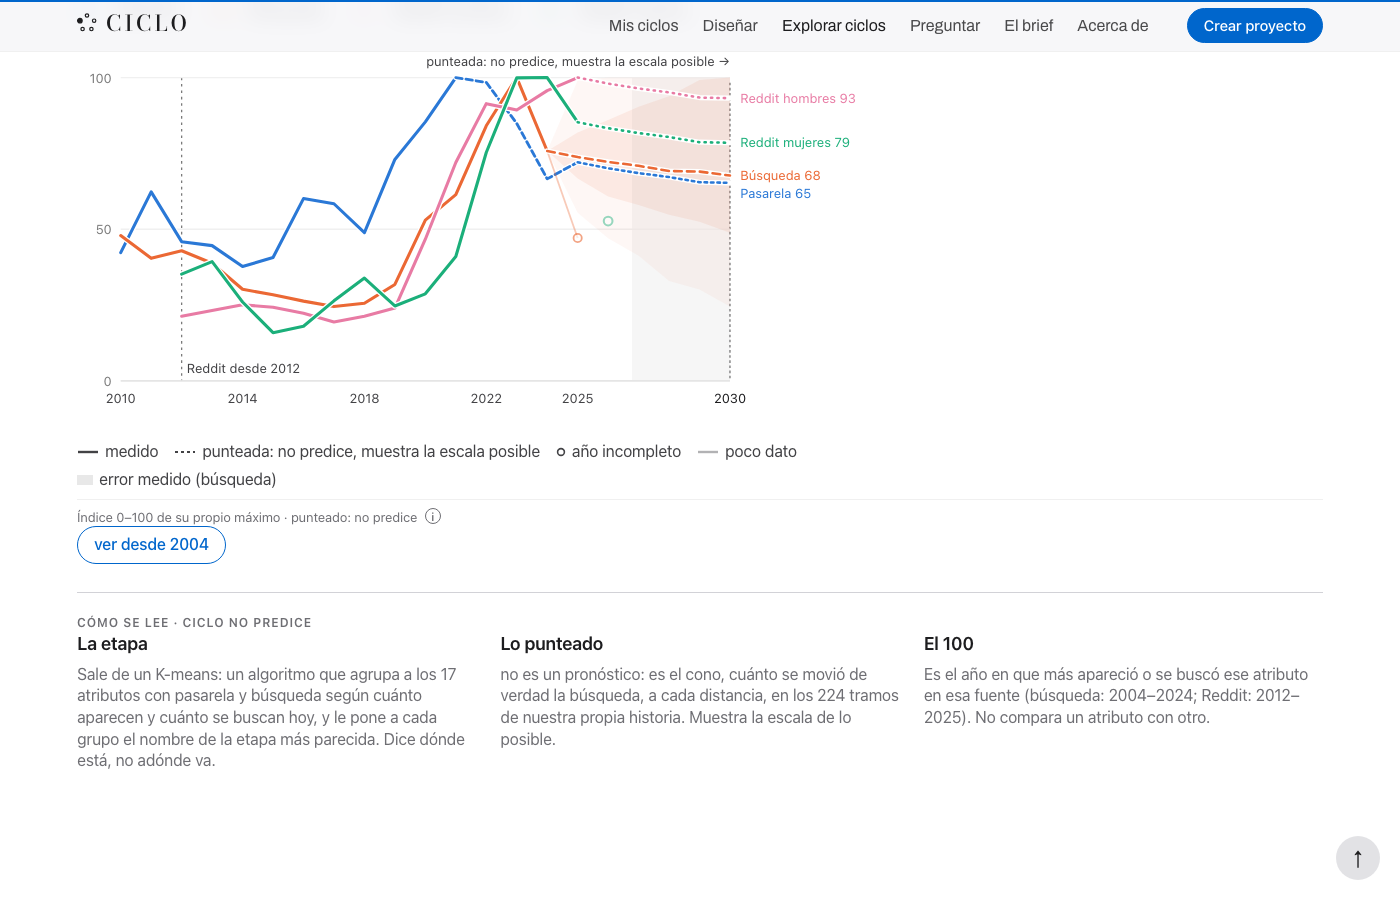 CICLO
Mis ciclos
Diseñar
Explorar ciclos
Preguntar
El brief
Acerca de
Crear proyecto
punteada: no predice, muestra la escala posible →
100
50
0
Reddit hombres 93
Reddit mujeres 79
Búsqueda 68
Pasarela 65
Reddit desde 2012
2010
2014
2018
2022
2025
2030
medido
punteada: no predice, muestra la escala posible
año incompleto
poco dato
error medido (búsqueda)
Índice 0–100 de su propio máximo · punteado: no predice
ver desde 2004
CÓMO SE LEE · CICLO NO PREDICE
La etapa
Sale de un K-means: un algoritmo que agrupa a los 17
atributos con pasarela y búsqueda según cuánto
aparecen y cuánto se buscan hoy, y le pone a cada
grupo el nombre de la etapa más parecida. Dice dónde
está, no adónde va.
Lo punteado
no es un pronóstico: es el cono, cuánto se movió de
verdad la búsqueda, a cada distancia, en los 224 tramos
de nuestra propia historia. Muestra la escala de lo
posible.
El 100
Es el año en que más apareció o se buscó ese atributo
en esa fuente (búsqueda: 2004–2024; Reddit: 2012–
2025). No compara un atributo con otro.
↑